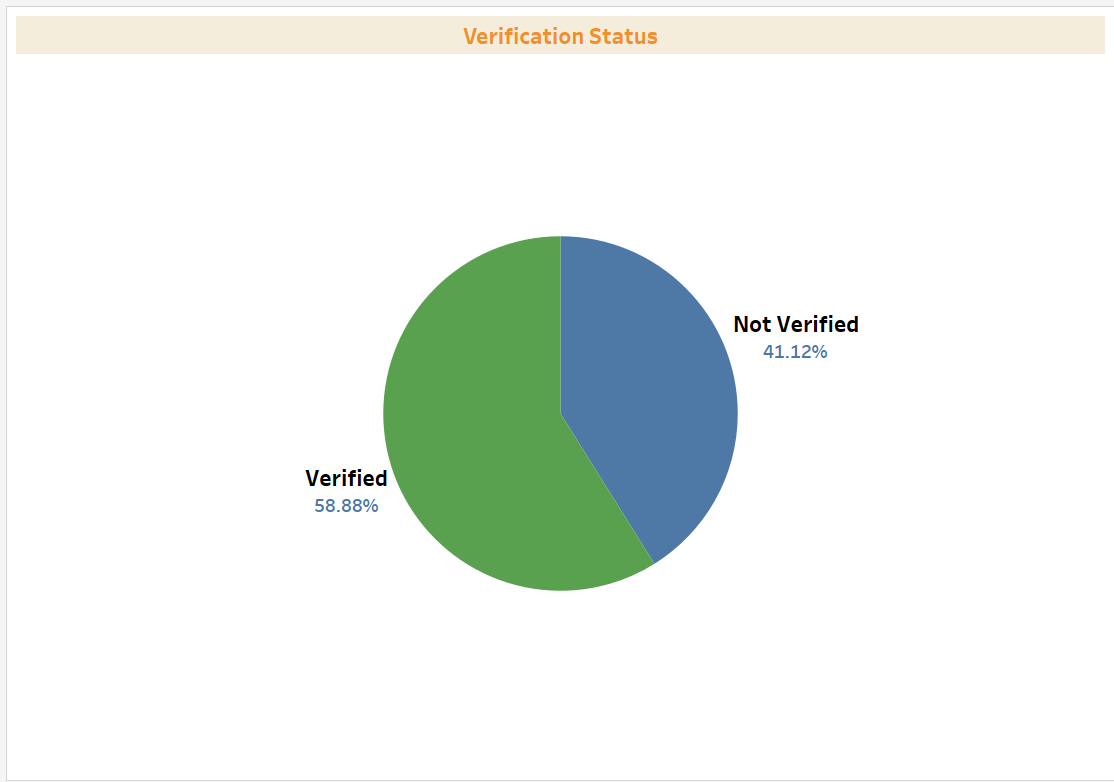 Verification Status
Not Verified
41.12%
Verified
58.88%